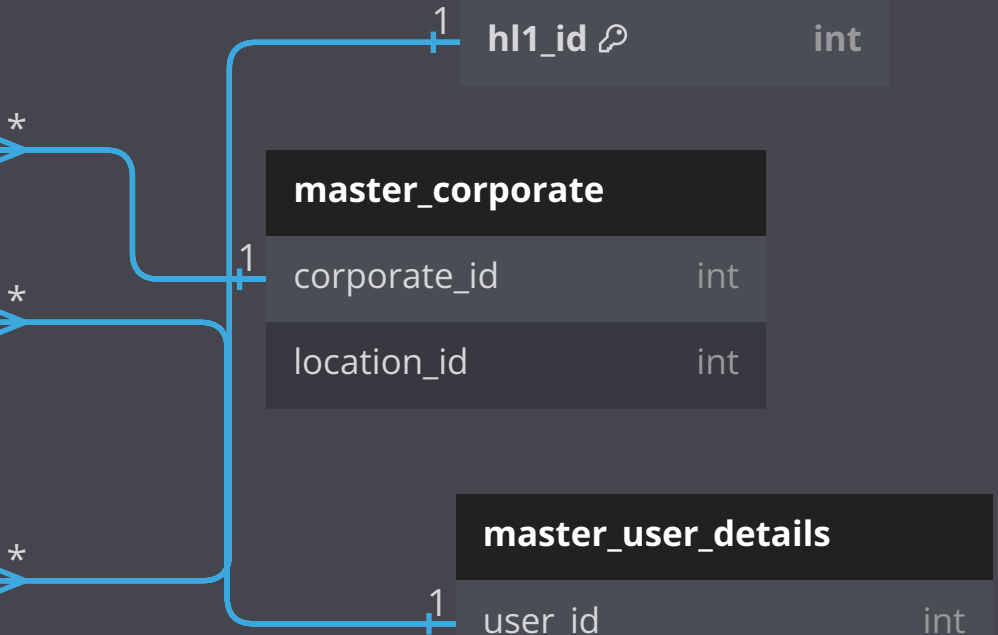 1
hl1_id int
*
master_corporate
1
corporate_id int
*
location_id int
master_user_details
*
1
user_id int